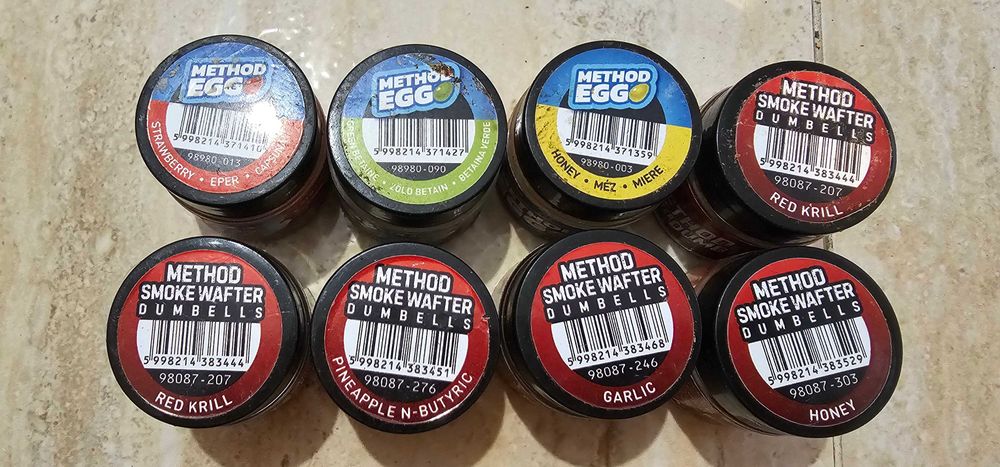 METHOD
EGG
5 998214 371410
98980-013
STRAWBERRY • EPER • CAPSUNI
METHOD
EGG
5 998214 371427
98980-090
GREEN BETAINE • ZÖLD BETAIN • BETAINA VERDE
METHOD
EGG
5 998214 371359
98980-003
HONEY • MÉZ • MIERE
METHOD
SMOKE WAFTER
DUMBELLS
5 998214 383444
98087-207
RED KRILL
METHOD
SMOKE WAFTER
DUMBELLS
5 998214 383444
98087-207
RED KRILL
METHOD
SMOKE WAFTER
DUMBELLS
5 998214 383451
98087-276
PINEAPPLE N-BUTYRIC
METHOD
SMOKE WAFTER
DUMBELLS
5 998214 383468
98087-246
GARLIC
METHOD
SMOKE WAFTER
DUMBELLS
5 998214 383529
98087-303
HONEY